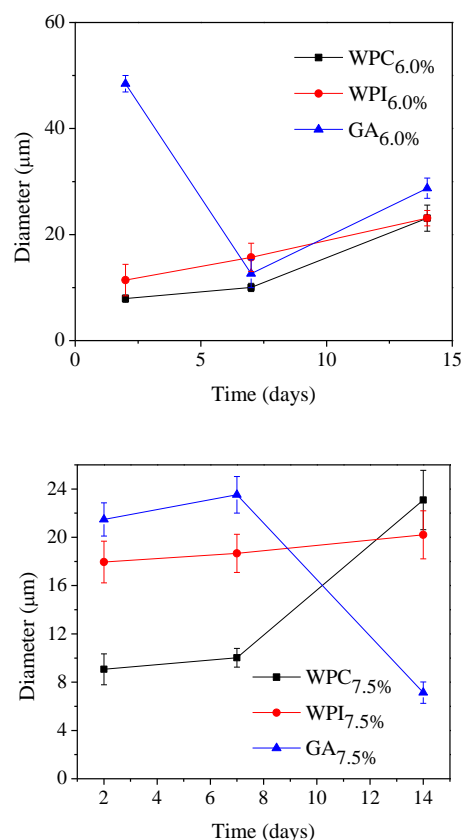 60
WPC6.0%
WPI6.0%
GA6.0%
40
Diameter (μm)
20
0
0 5 10 15
Time (days)
24
20
16
Diameter (μm)
12
8
WPC7.5%
WPI7.5%
4
GA7.5%
0
2 4 6 8 10 12 14
Time (days)